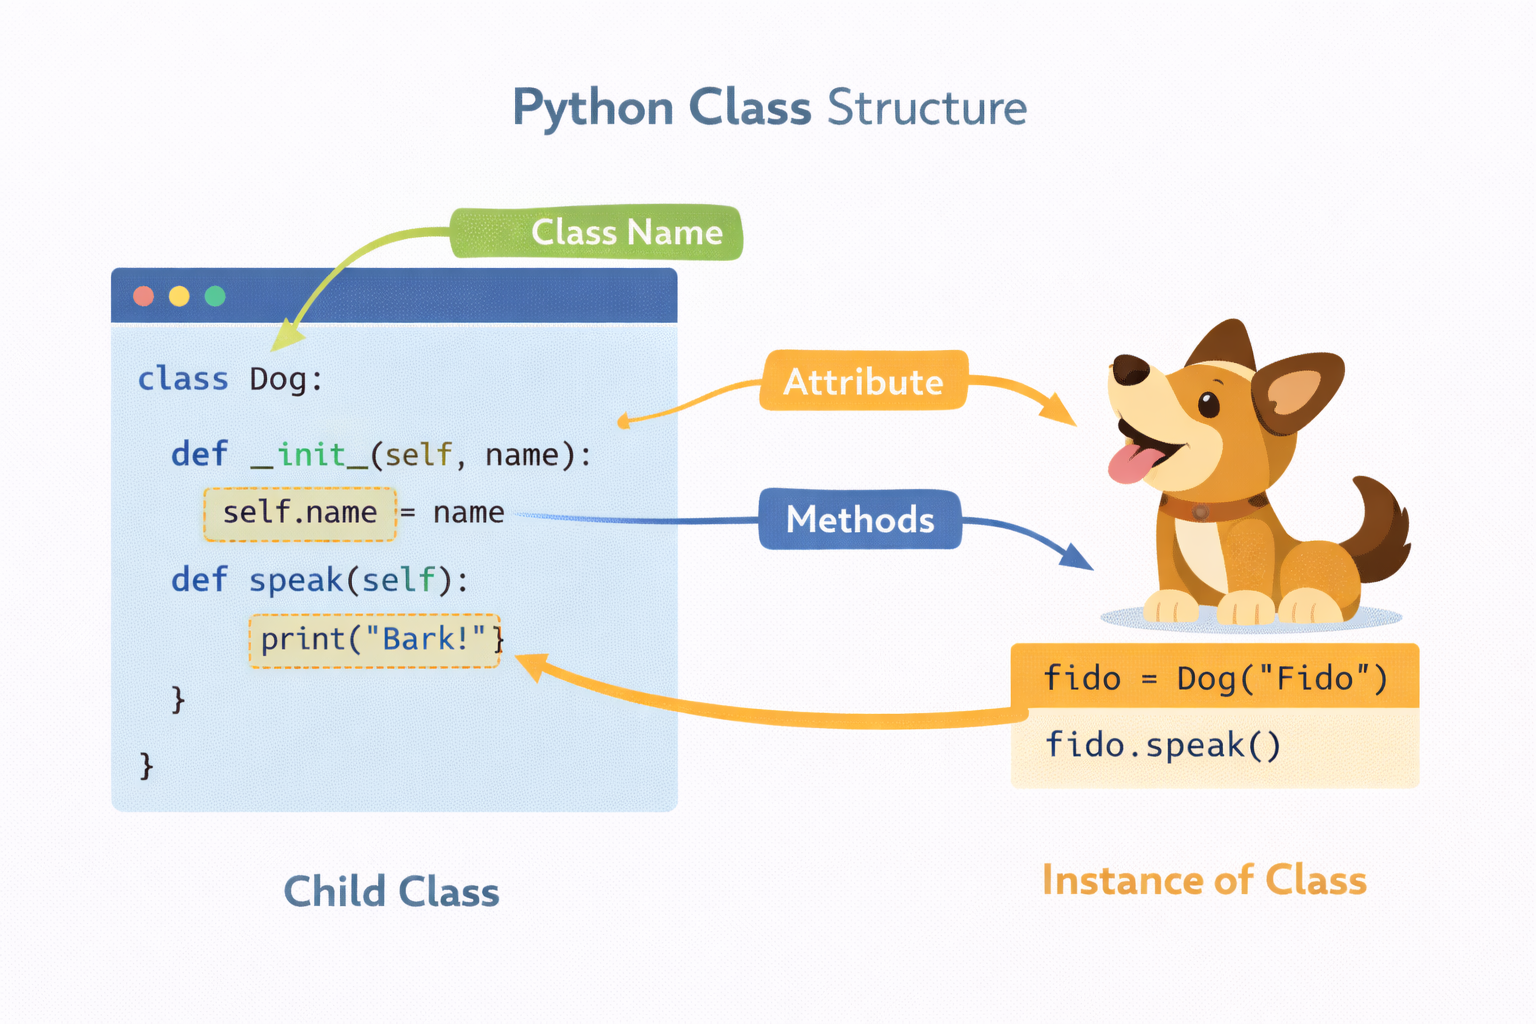 Python Class Structure
Class Name
class Dog:
def _init_(self, name):
self.name = name
def speak(self):
print("Bark!"}
}
}
Child Class
Attribute
Methods
fido = Dog("Fido")
fido.speak()
Instance of Class